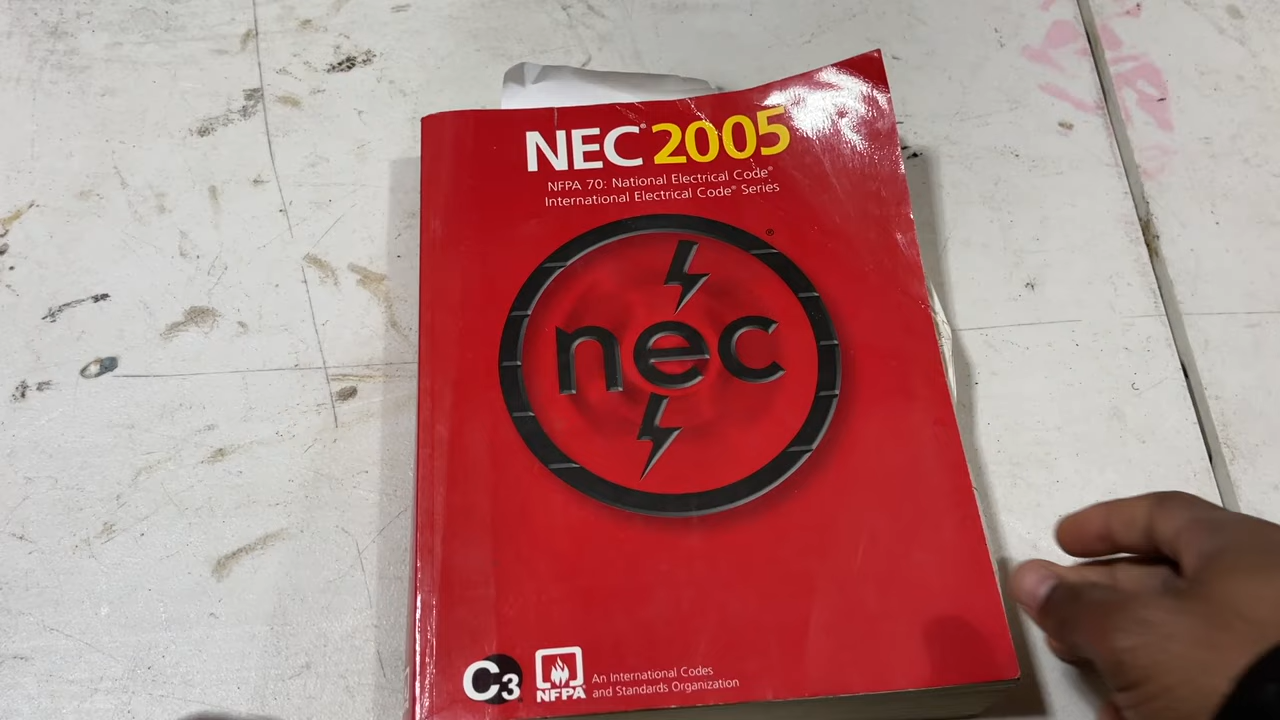 NEC® 2005
NFPA 70: National Electrical Code®
International Electrical Code® Series
nec®
C3
NFPA®
An International Codes
and Standards Organization